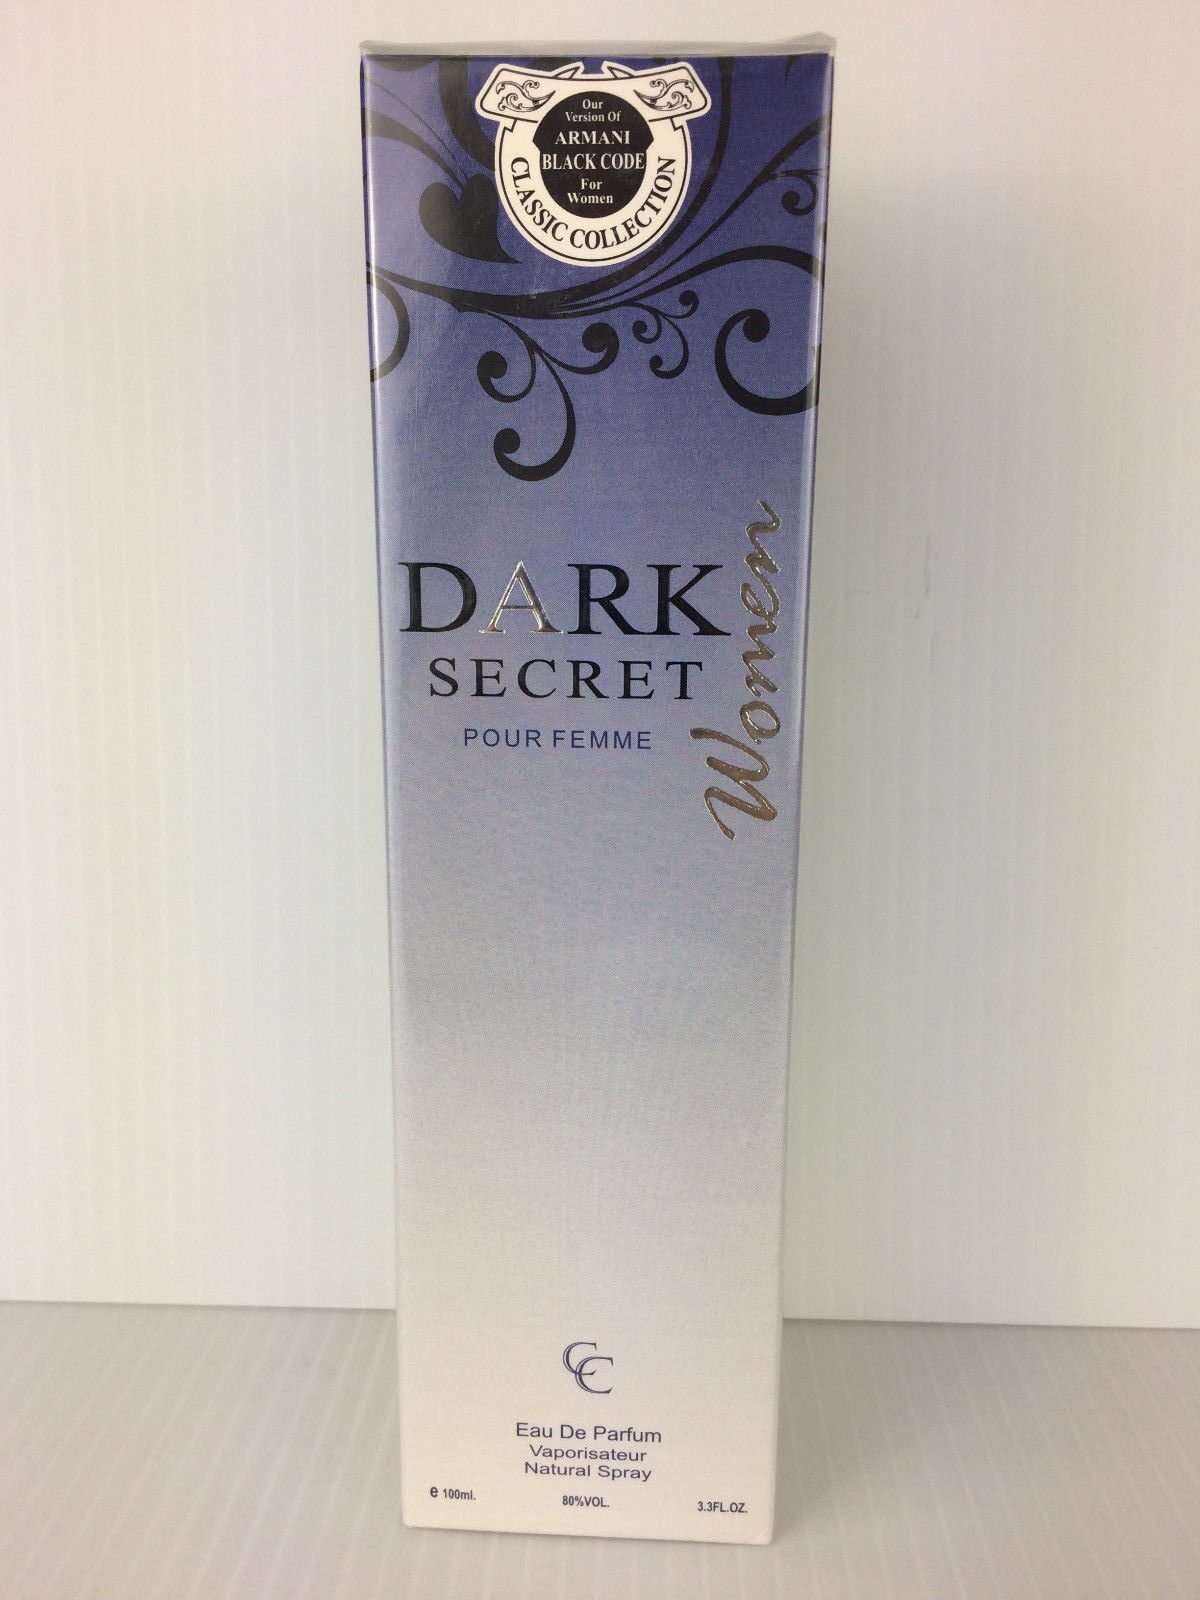 Our
Version Of
ARMANI
BLACK CODE
For
Women
CLASSIC COLLECTION
DARK
SECRET
POUR FEMME
Women
CC
Eau De Parfum
Vaporisateur
Natural Spray
e 100ml. 80%VOL. 3.3FL.OZ.